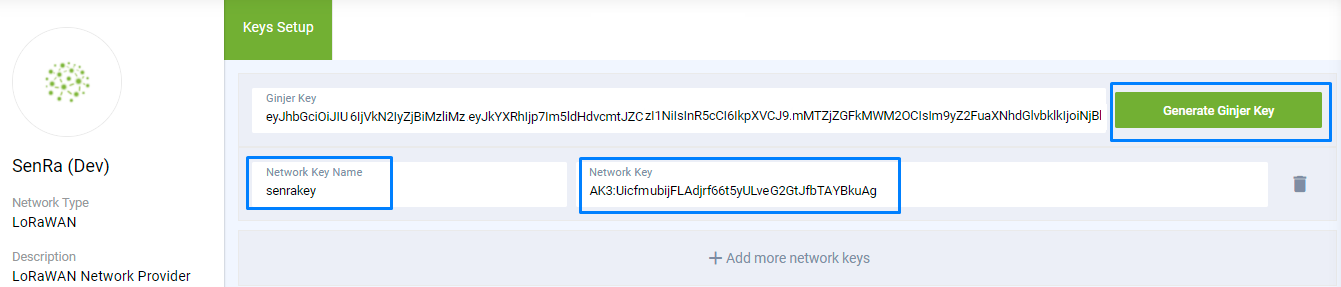 Keys Setup
Ginjer Key
eyJhbGciOiJIU 6IjVkN2IyZjBiMzliMz eyJkYXRhIjp7Im5ldHdvcmtJZC zI1NiIsInR5cCI6IkpXVCJ9.mMTZjZGFkMWM2OCIsIm9yZ2FuaXNhdGlvbklkIjoiNjBl
Generate Ginjer Key
SenRa (Dev)
Network Type
LoRaWAN
Description
LoRaWAN Network Provider
Network Key Name
senrakey
Network Key
AK3:UicfmubijFLAdjrf66t5yULveG2GtJfbTAYBkuAg
Add more network keys